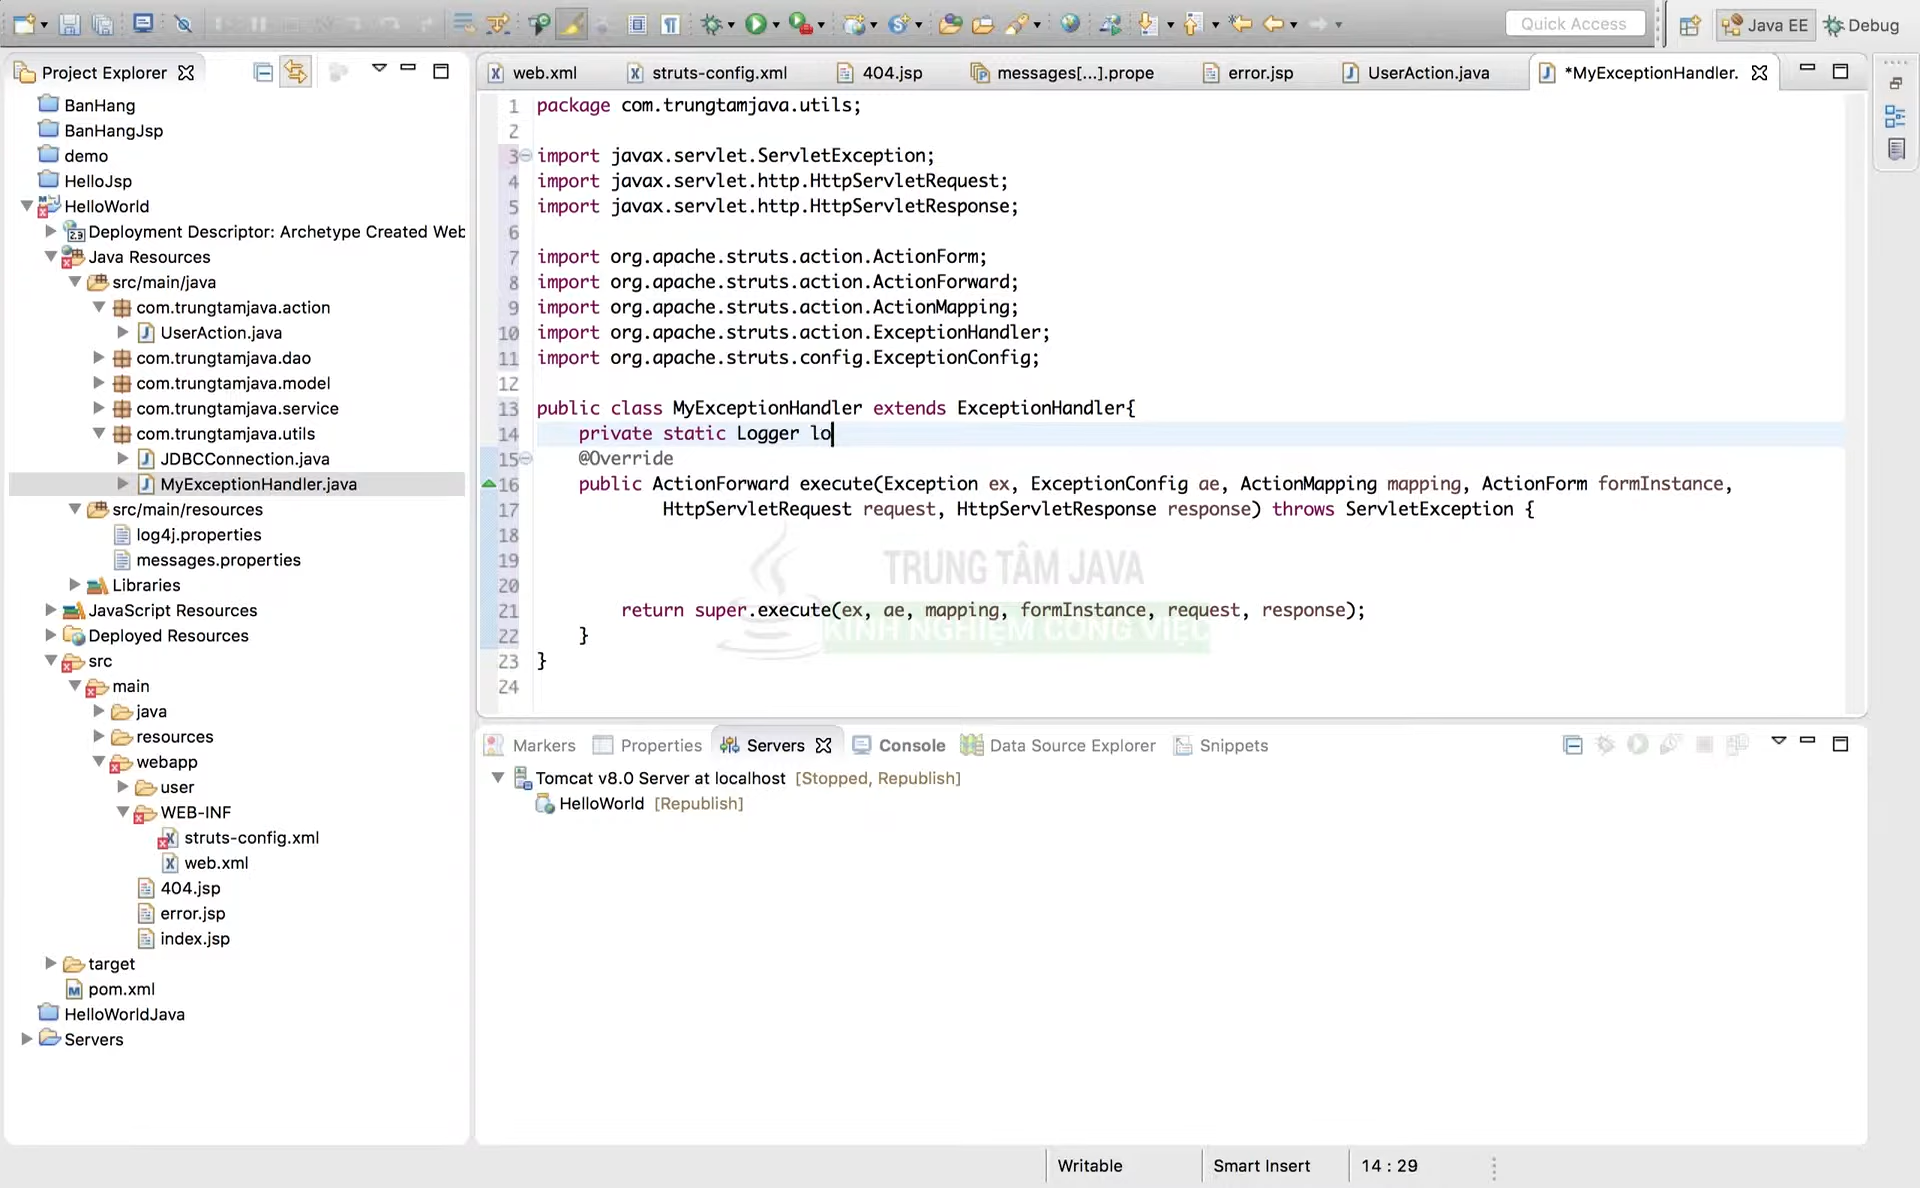 Quick Access
Java EE
Debug
Project Explorer
BanHang
BanHangJsp
demo
HelloJsp
HelloWorld
Deployment Descriptor: Archetype Created Web
Java Resources
src/main/java
com.trungtamjava.action
UserAction.java
com.trungtamjava.dao
com.trungtamjava.model
com.trungtamjava.service
com.trungtamjava.utils
JDBCConnection.java
MyExceptionHandler.java
src/main/resources
log4j.properties
messages.properties
Libraries
JavaScript Resources
Deployed Resources
src
main
java
resources
webapp
user
WEB-INF
struts-config.xml
web.xml
404.jsp
error.jsp
index.jsp
target
pom.xml
HelloWorldJava
Servers
web.xml
struts-config.xml
404.jsp
messages[...].prope
error.jsp
UserAction.java
*MyExceptionHandler.
1 package com.trungtamjava.utils;
2
3 import javax.servlet.ServletException;
4 import javax.servlet.http.HttpServletRequest;
5 import javax.servlet.http.HttpServletResponse;
6
7 import org.apache.struts.action.ActionForm;
8 import org.apache.struts.action.ActionForward;
9 import org.apache.struts.action.ActionMapping;
10 import org.apache.struts.action.ExceptionHandler;
11 import org.apache.struts.config.ExceptionConfig;
12
13 public class MyExceptionHandler extends ExceptionHandler{
14 private static Logger lo
15 @Override
16 public ActionForward execute(Exception ex, ExceptionConfig ae, ActionMapping mapping, ActionForm formInstance,
17 HttpServletRequest request, HttpServletResponse response) throws ServletException {
18
19
20
21 return super.execute(ex, ae, mapping, formInstance, request, response);
22 }
23 }
24
TRUNG TÂM JAVA
KINH NGHIỆM CÔNG VIỆC
Markers
Properties
Servers
Console
Data Source Explorer
Snippets
Tomcat v8.0 Server at localhost [Stopped, Republish]
HelloWorld [Republish]
Writable
Smart Insert
14 : 29